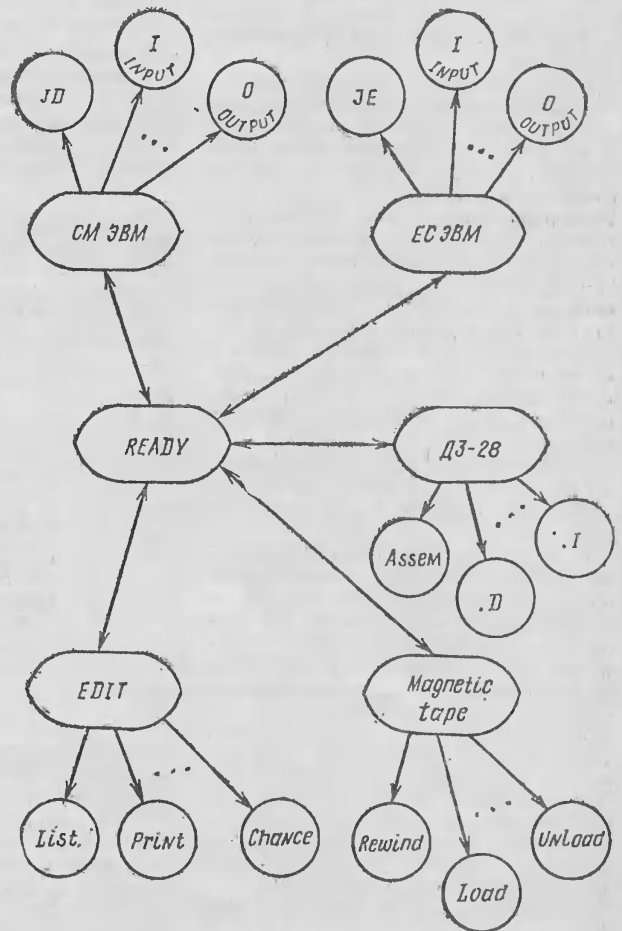 JD
I
INPUT
O
OUTPUT
JE
I
INPUT
O
OUTPUT
СМ ЭВМ
ЕС ЭВМ
READY
ДЗ-28
Assem
.D
.I
EDIT
Magnetic
tape
List.
Print
Chance
Rewind
Load
Unload